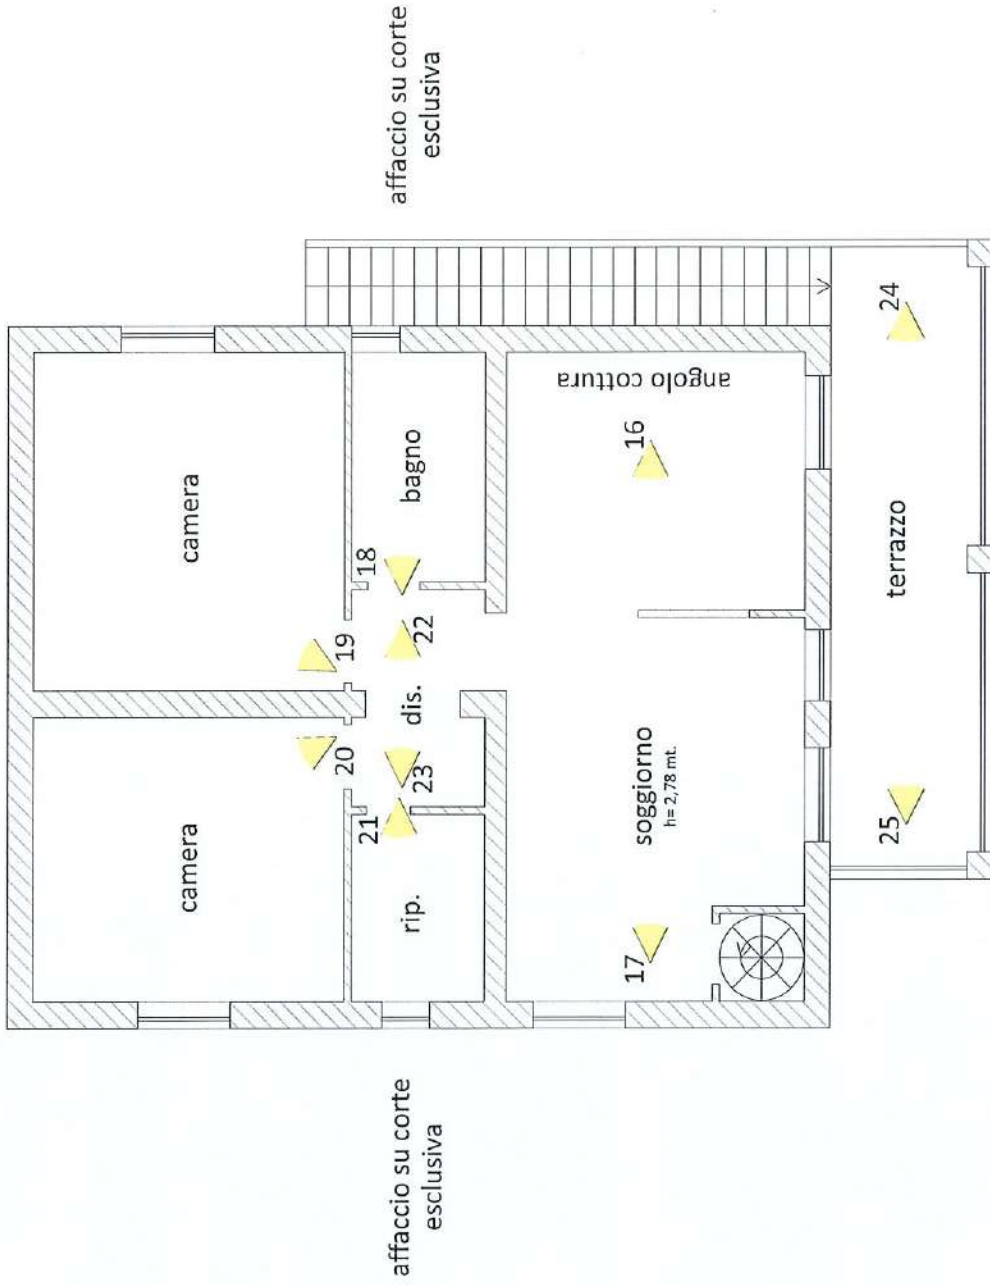 camera
camera
20
19
21
18
affaccio su corte
esclusiva
rip.
23
dis.
22
bagno
affaccio su corte
esclusiva
17
soggiorno
h= 2,78 mt.
16
angolo cottura
25
terrazzo
24